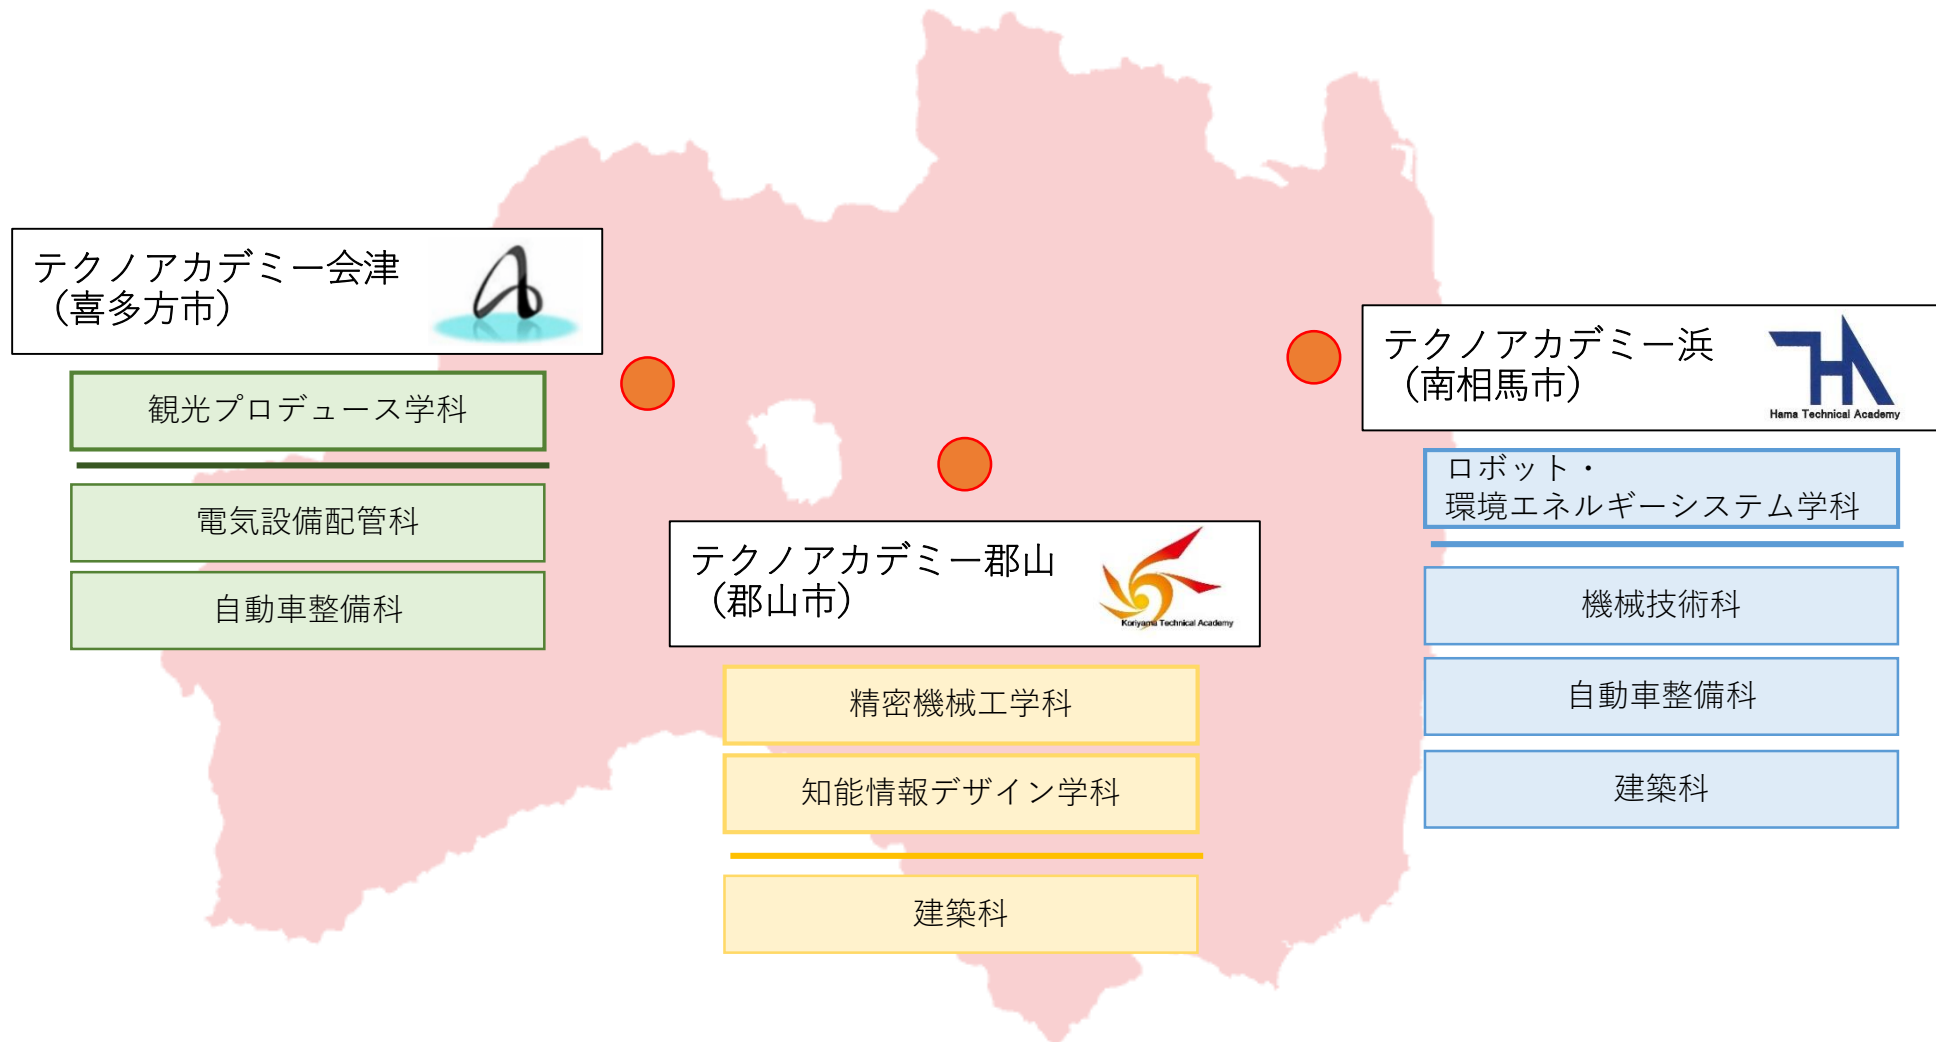 テクノアカデミー会津
（喜多方市）
観光プロデュース学科
電気設備配管科
自動車整備科
テクノアカデミー郡山
（郡山市）
Koriyama Technical Academy
精密機械工学科
知能情報デザイン学科
建築科
テクノアカデミー浜
（南相馬市）
Hama Technical Academy
ロボット・
環境エネルギーシステム学科
機械技術科
自動車整備科
建築科